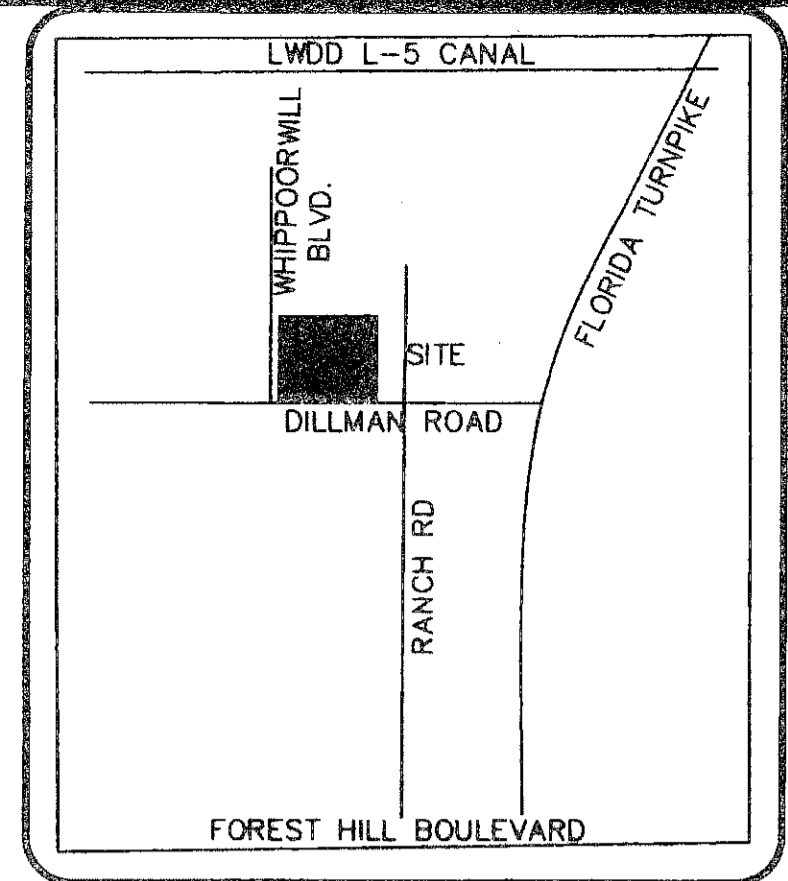 LWDD L-5 CANAL
WHIPPOORWILL
BLVD.
FLORIDA TURNPIKE
SITE
DILLMAN ROAD
RANCH RD
FOREST HILL BOULEVARD